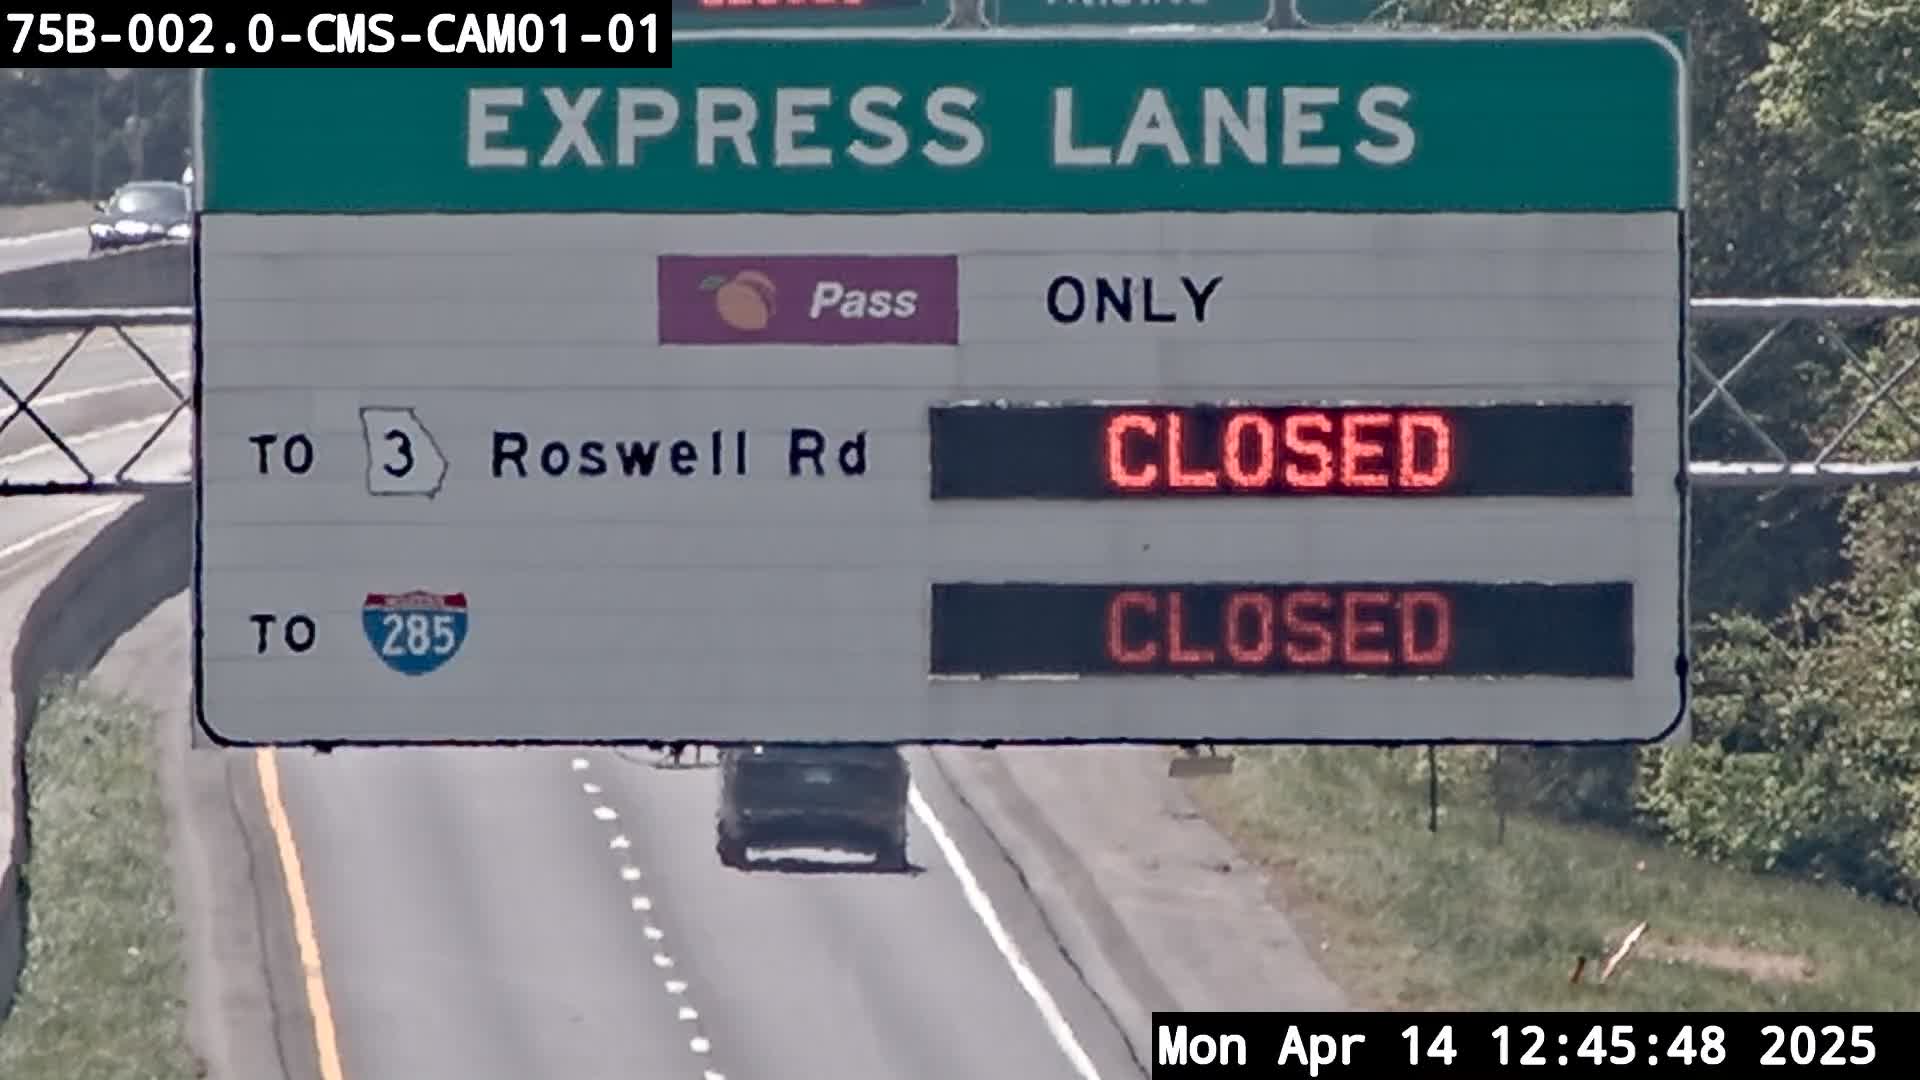 75B-002.0-CMS-CAM01-01
EXPRESS LANES
Pass ONLY
TO 3 Roswell Rd CLOSED
TO 285 CLOSED
Mon Apr 14 12:45:48 2025